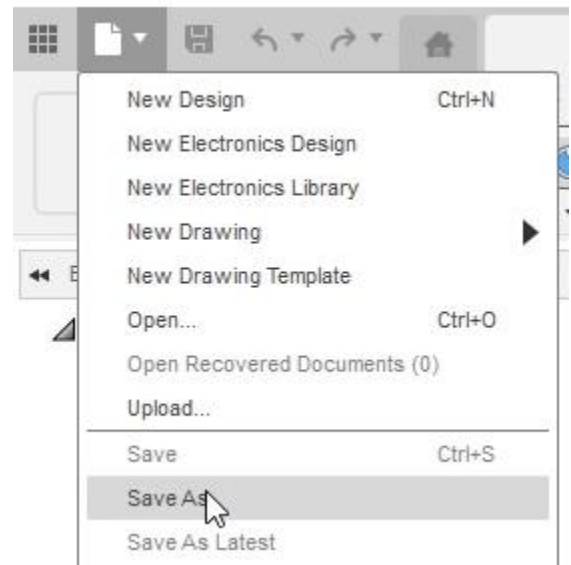 New Design Ctrl+N
New Electronics Design
New Electronics Library
New Drawing
New Drawing Template
Open... Ctrl+O
Open Recovered Documents (0)
Upload...
Save Ctrl+S
Save As
Save As Latest